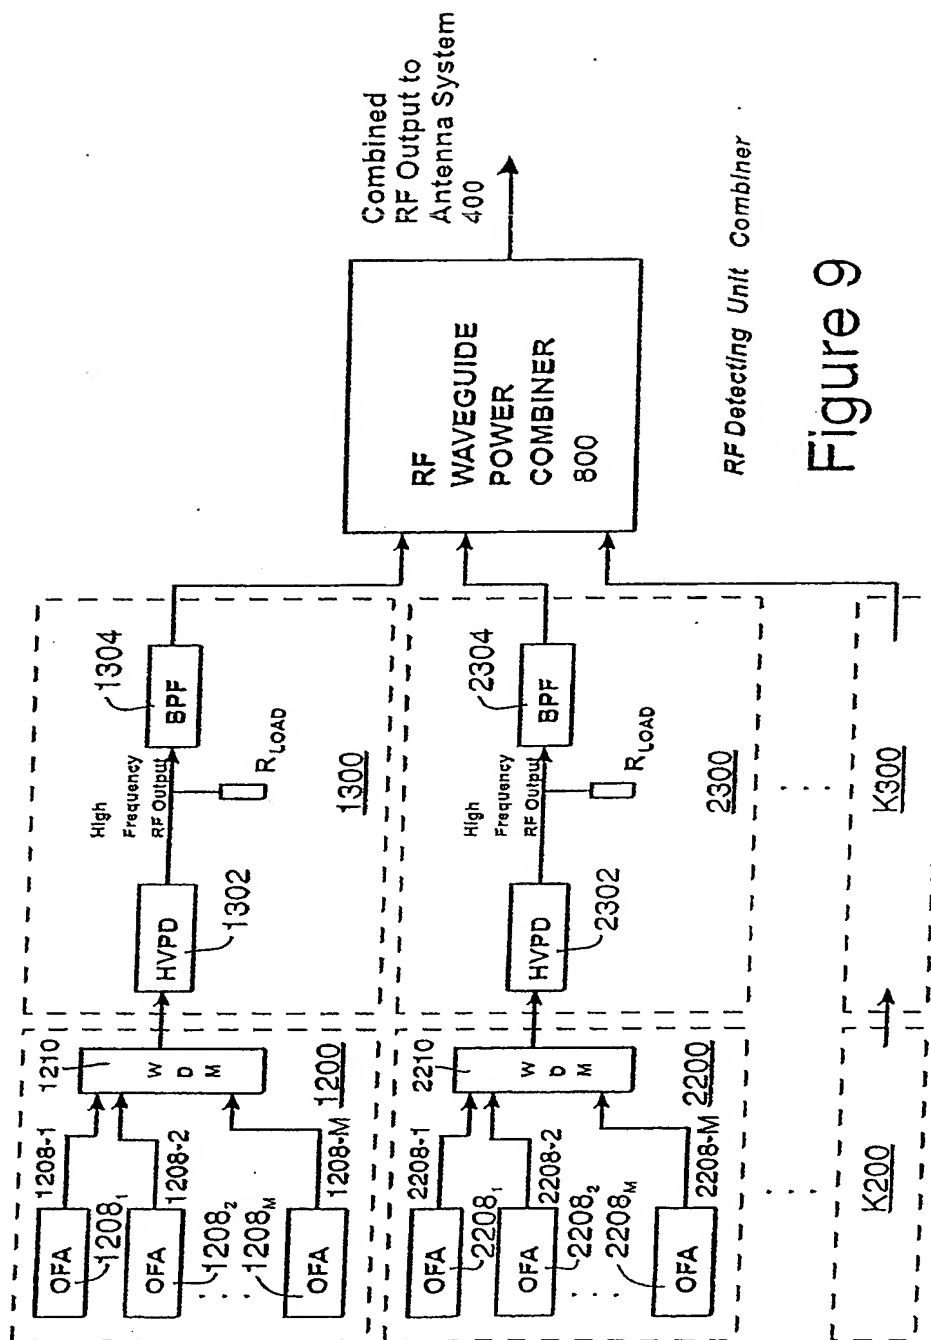 OFA
1208₁
1208-1
OFA
1208₂
1208-2
OFA
1208M
1208-M
1210
W
D
M
1200
HVPD
1302
High
Frequency
RF Output
RLOAD
BPF
1304
1300
OFA
2208₁
2208-1
OFA
2208₂
2208-2
OFA
2208M
2208-M
2210
W
D
M
2200
HVPD
2302
High
Frequency
RF Output
RLOAD
BPF
2304
2300
K200
K300
RF
WAVEGUIDE
POWER
COMBINER
800
Combined
RF Output to
Antenna System
400
RF Detecting Unit Combiner
Figure 9